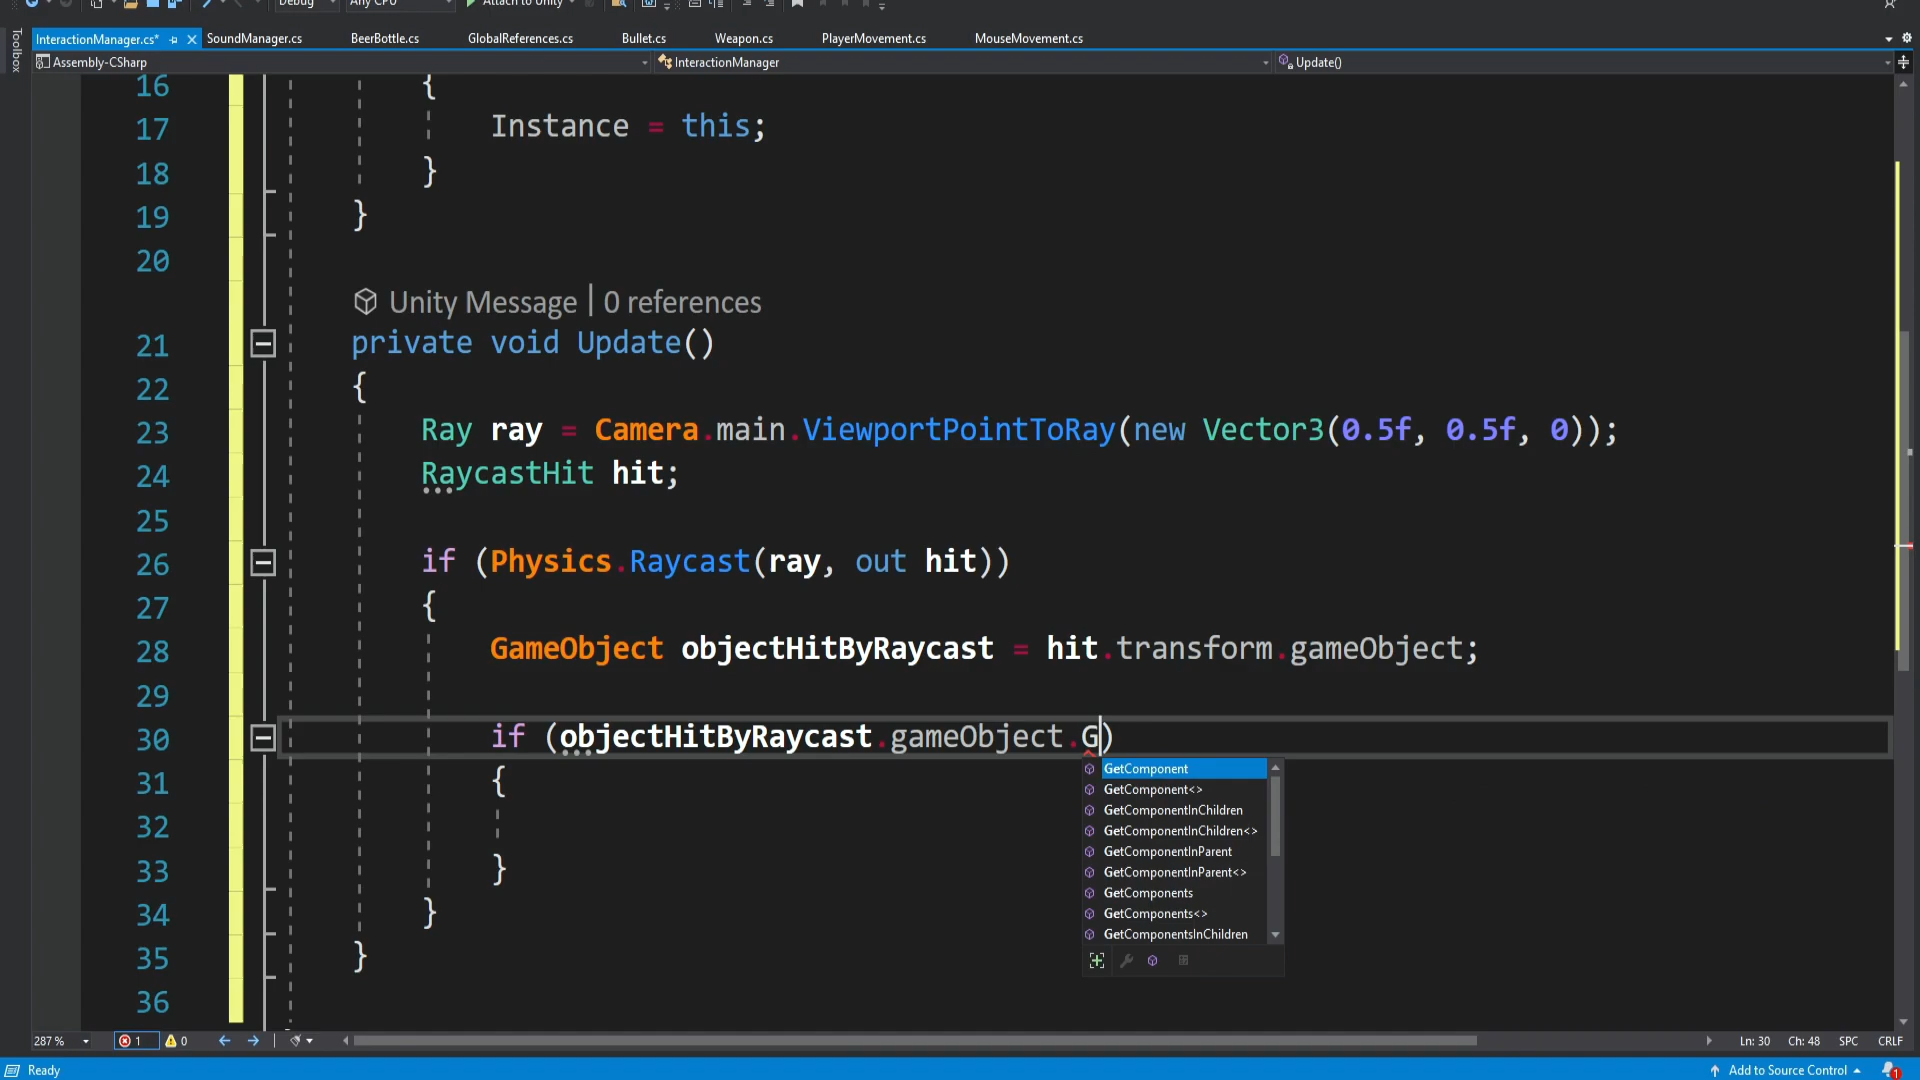 Debug
Any CPU
Attach to Unity
InteractionManager.cs*
SoundManager.cs
BeerBottle.cs
GlobalReferences.cs
Bullet.cs
Weapon.cs
PlayerMovement.cs
MouseMovement.cs
Toolbox
Assembly-CSharp
InteractionManager
Update()
16 {
17 Instance = this;
18 }
19 }
20
Unity Message | 0 references
21 private void Update()
22 {
23 Ray ray = Camera.main.ViewportPointToRay(new Vector3(0.5f, 0.5f, 0));
24 RaycastHit hit;
25
26 if (Physics.Raycast(ray, out hit))
27 {
28 GameObject objectHitByRaycast = hit.transform.gameObject;
29
30 if (objectHitByRaycast.gameObject.G)
31 {
32
33 }
34 }
35 }
36
GetComponent
GetComponent<>
GetComponentInChildren
GetComponentInChildren<>
GetComponentInParent
GetComponentInParent<>
GetComponents
GetComponents<>
GetComponentsInChildren
287 %
1
0
Ln: 30
Ch: 48
SPC
CRLF
Ready
Add to Source Control
1